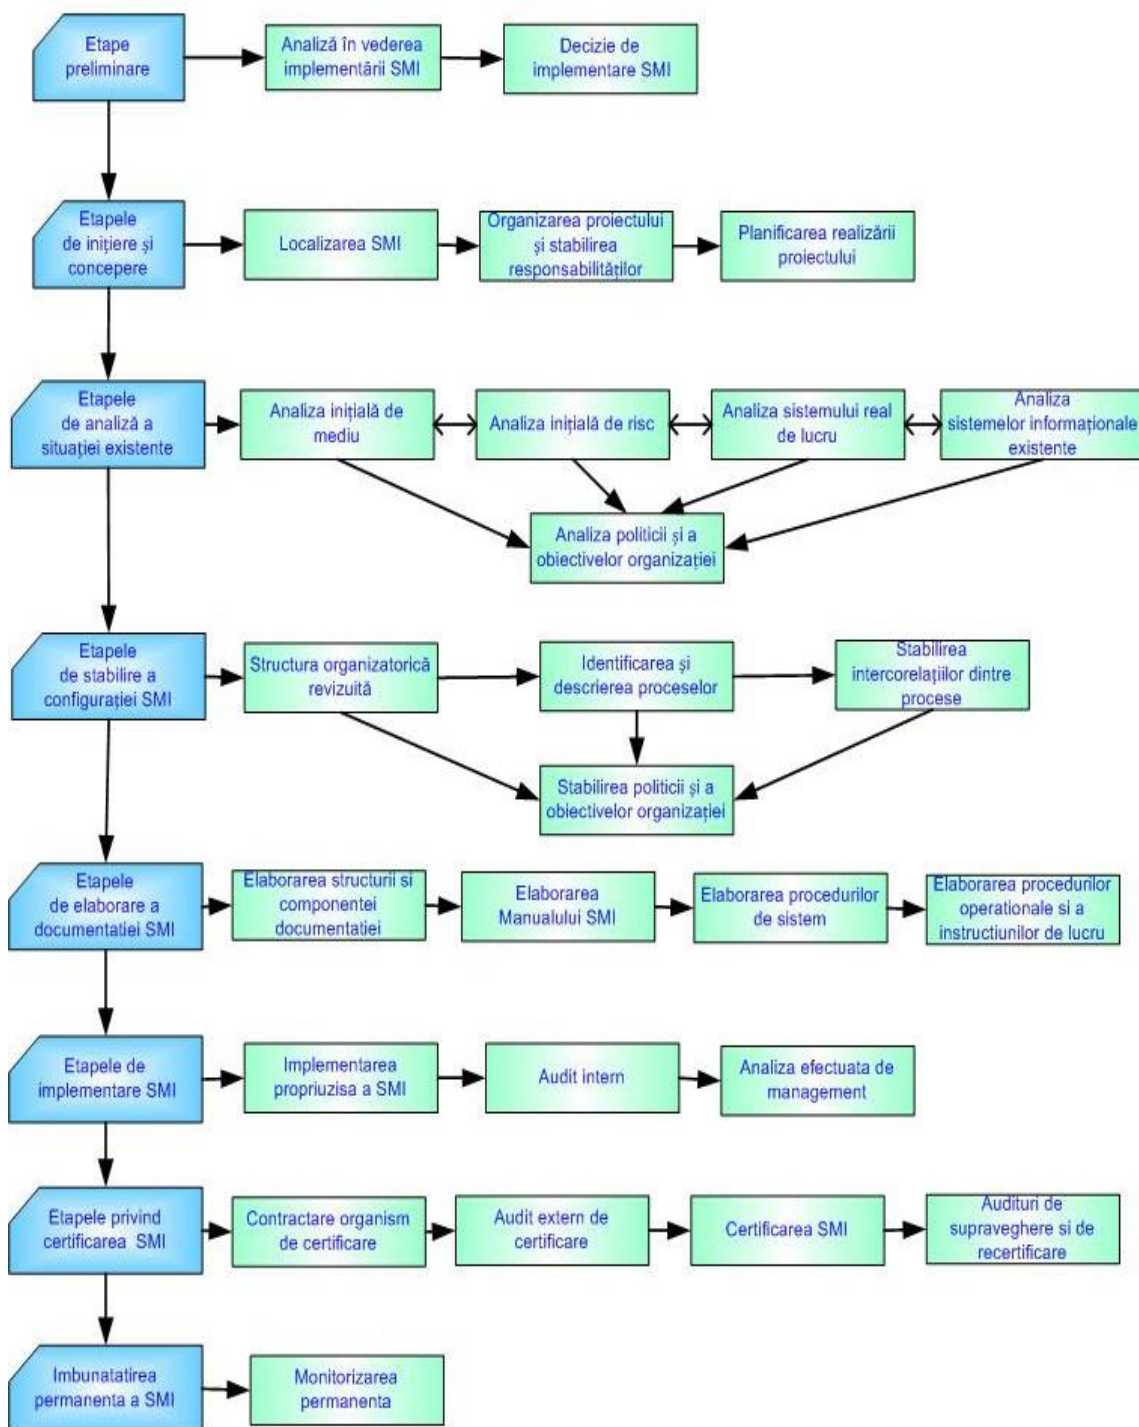 Etape
preliminare
Analiză în vederea
implementării SMI
Decizie de
implementare SMI
Etapele
de inițiere și
concepere
Localizarea SMI
Organizarea proiectului
și stabilirea
responsabilităților
Planificarea realizării
proiectului
Etapele
de analiză a
situației existente
Analiza inițială de
mediu
Analiza inițială de risc
Analiza sistemului real
de lucru
Analiza
sistemelor informaționale
existente
Analiza politicii și a
obiectivelor organizației
Etapele
de stabilire a
configurației SMI
Structura organizatorică
revizuită
Identificarea și
descrierea proceselor
Stabilirea
intercorelațiilor dintre
procese
Stabilirea politicii și a
obiectivelor organizației
Etapele
de elaborare a
documentatiei SMI
Elaborarea structurii si
componentei
documentatiei
Elaborarea
Manualului SMI
Elaborarea procedurilor
de sistem
Elaborarea procedurilor
operationale si a
instructiunilor de lucru
Etapele de
implementare SMI
Implementarea
propriuzisa a SMI
Audit intern
Analiza efectuata de
management
Etapele privind
certificarea SMI
Contractare organism
de certificare
Audit extern de
certificare
Certificarea SMI
Audituri de
supraveghere si de
recertificare
Imbunatatirea
permanenta a SMI
Monitorizarea
permanenta